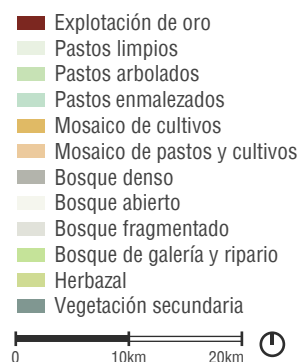 Explotación de oro
Pastos limpios
Pastos arbolados
Pastos enmalezados
Mosaico de cultivos
Mosaico de pastos y cultivos
Bosque denso
Bosque abierto
Bosque fragmentado
Bosque de galería y ripario
Herbazal
Vegetación secundaria
0 10km 20km